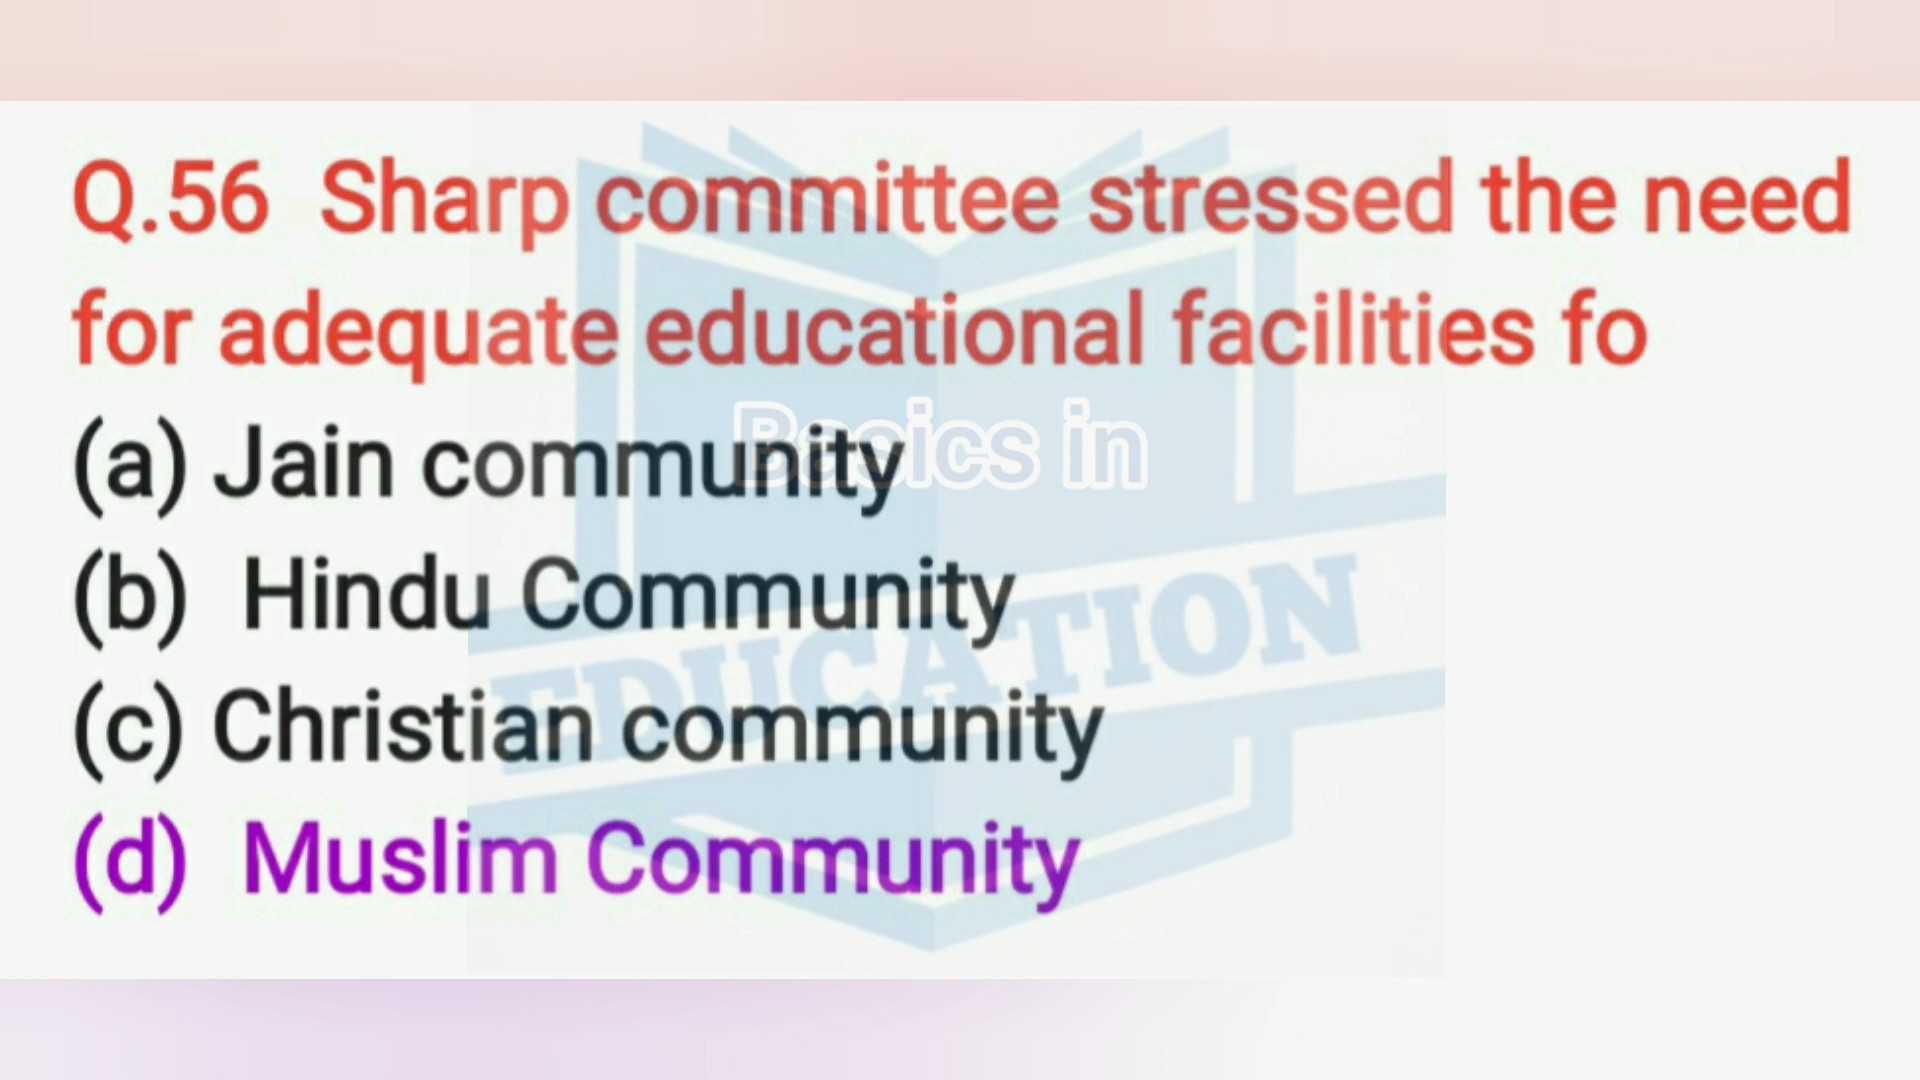 Q.56 Sharp committee stressed the need
for adequate educational facilities fo
(a) Jain community
(b) Hindu Community
(c) Christian community
(d) Muslim Community
Basics in
EDUCATION